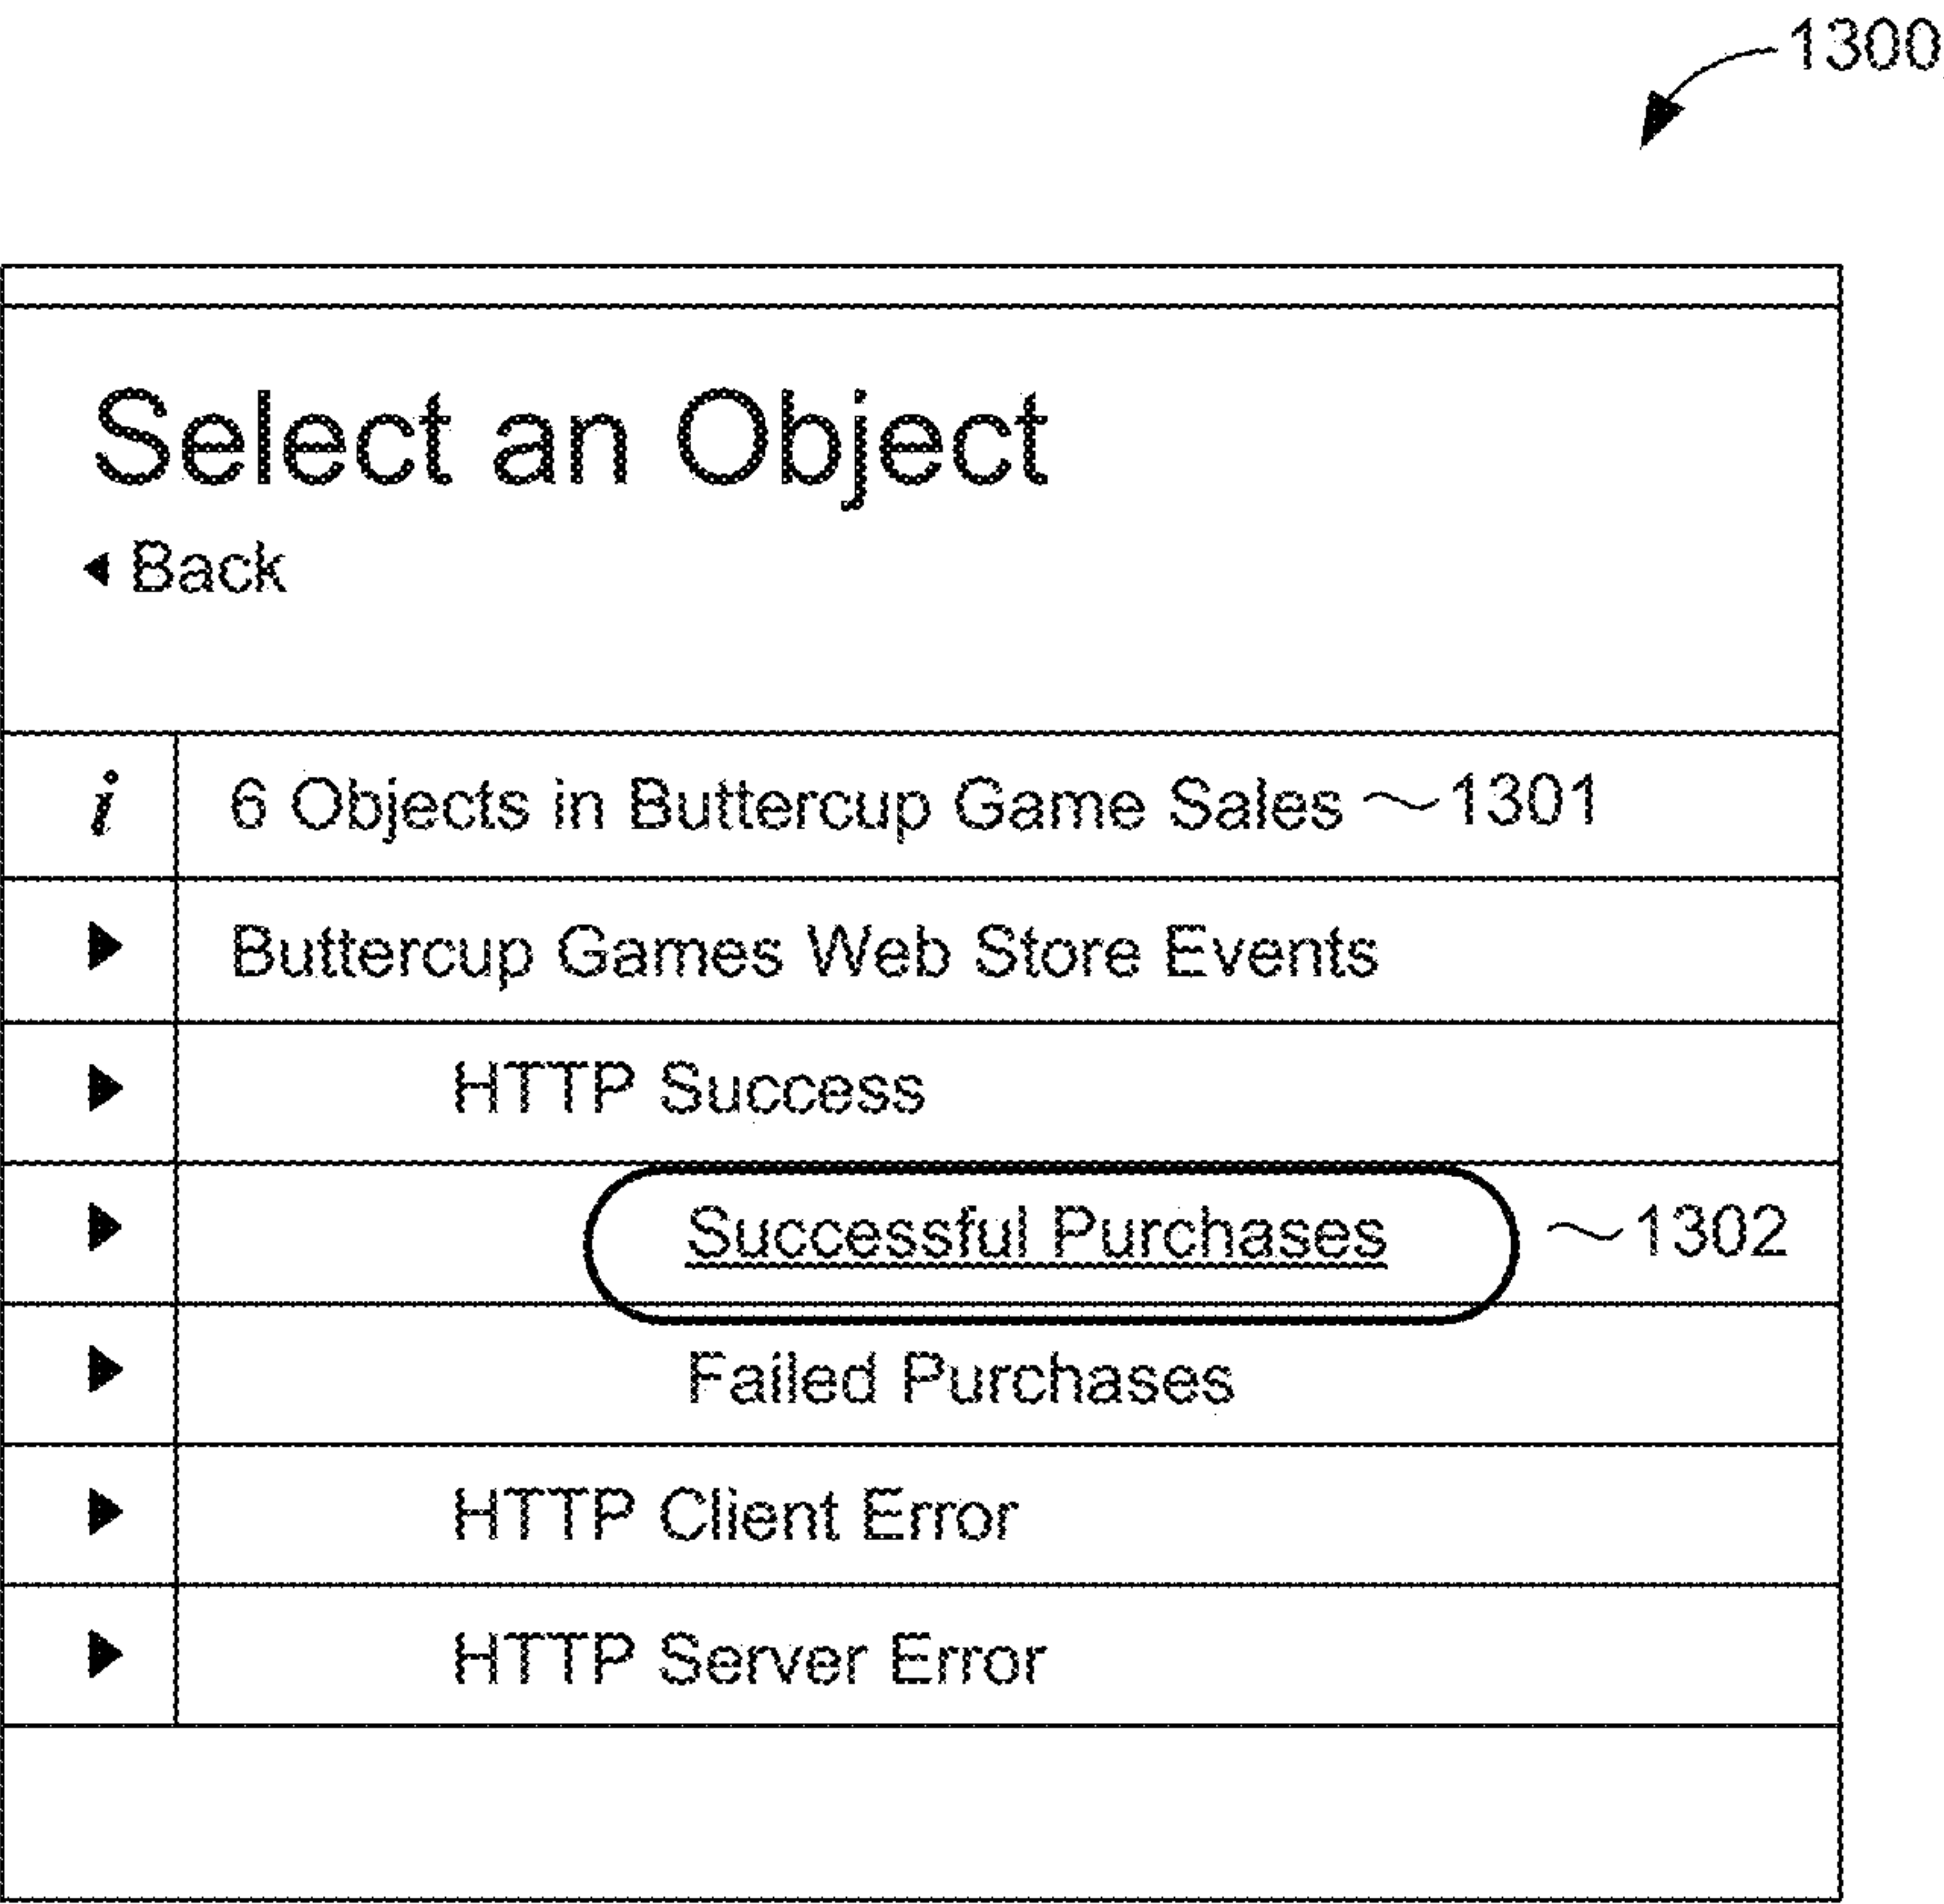 1300
Select an Object
Back
i 6 Objects in Buttercup Game Sales 1301
Buttercup Games Web Store Events
HTTP Success
Successful Purchases 1302
Failed Purchases
HTTP Client Error
HTTP Server Error